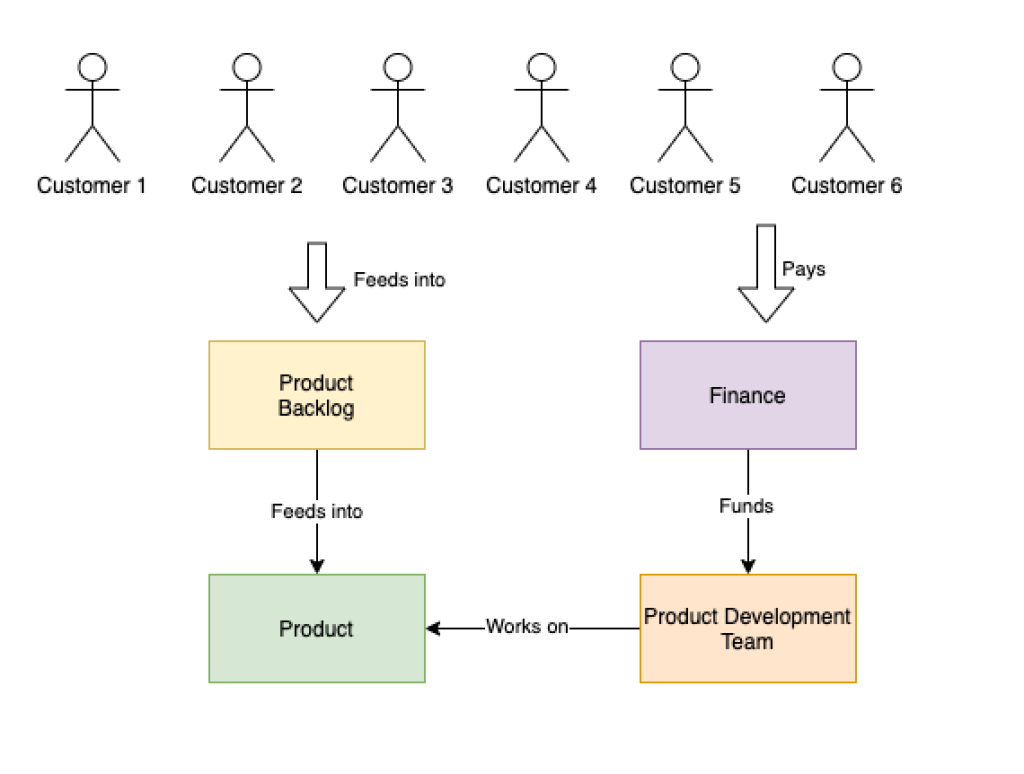 Customer 1
Customer 2
Customer 3
Customer 4
Customer 5
Customer 6
Feeds into
Pays
Product
Backlog
Finance
Feeds into
Funds
Product
Works on
Product Development
Team